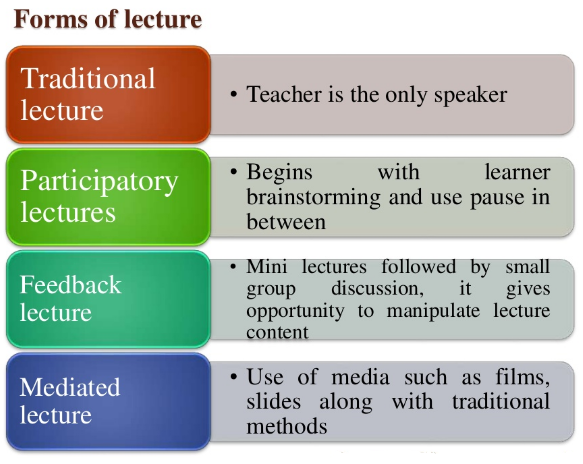 Forms of lecture
Traditional
lecture
• Teacher is the only speaker
Participatory
lectures
• Begins with learner
brainstorming and use pause in
between
Feedback
lecture
• Mini lectures followed by small
group discussion, it gives
opportunity to manipulate lecture
content
Mediated
lecture
• Use of media such as films,
slides along with traditional
methods